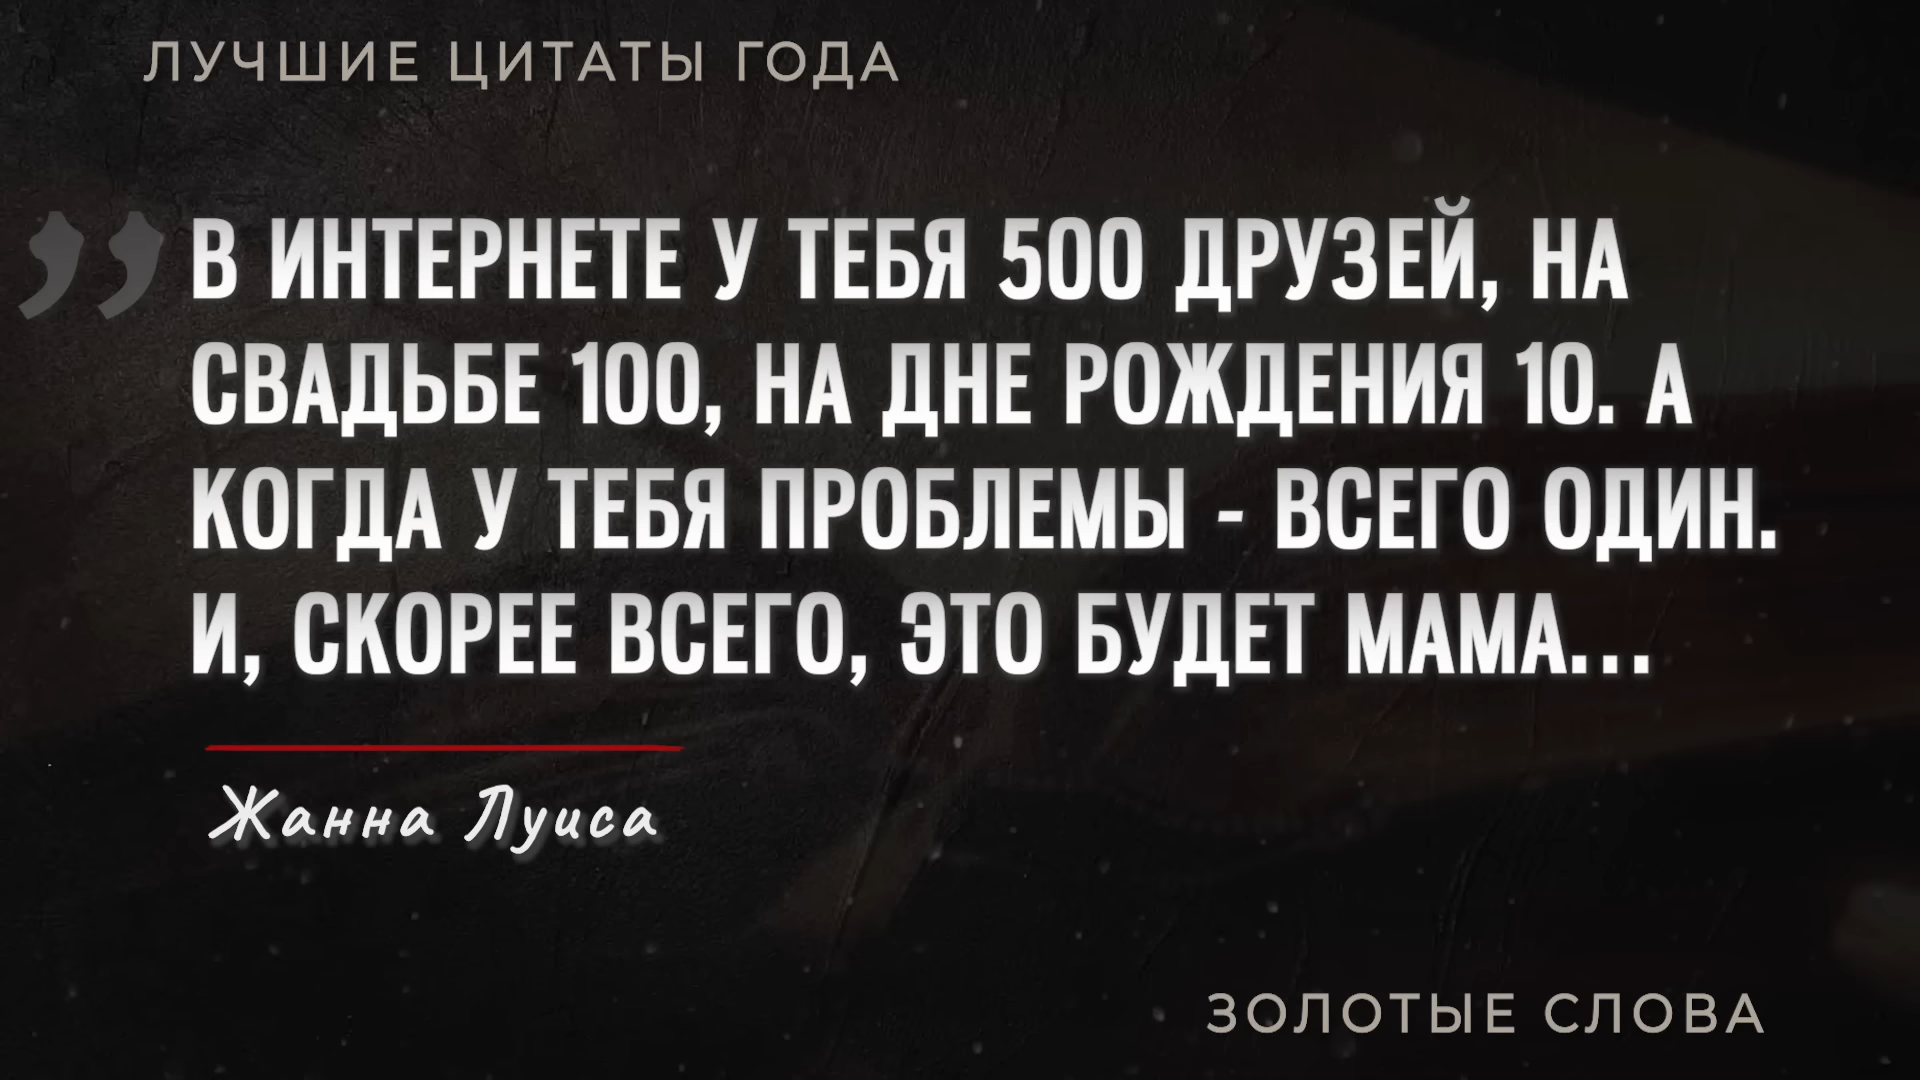 ЛУЧШИЕ ЦИТАТЫ ГОДА
” В ИНТЕРНЕТЕ У ТЕБЯ 500 ДРУЗЕЙ, НА
СВАДЬБЕ 100, НА ДНЕ РОЖДЕНИЯ 10. А
КОГДА У ТЕБЯ ПРОБЛЕМЫ - ВСЕГО ОДИН.
И, СКОРЕЕ ВСЕГО, ЭТО БУДЕТ МАМА...
Жанна Луиса
ЗОЛОТЫЕ СЛОВА